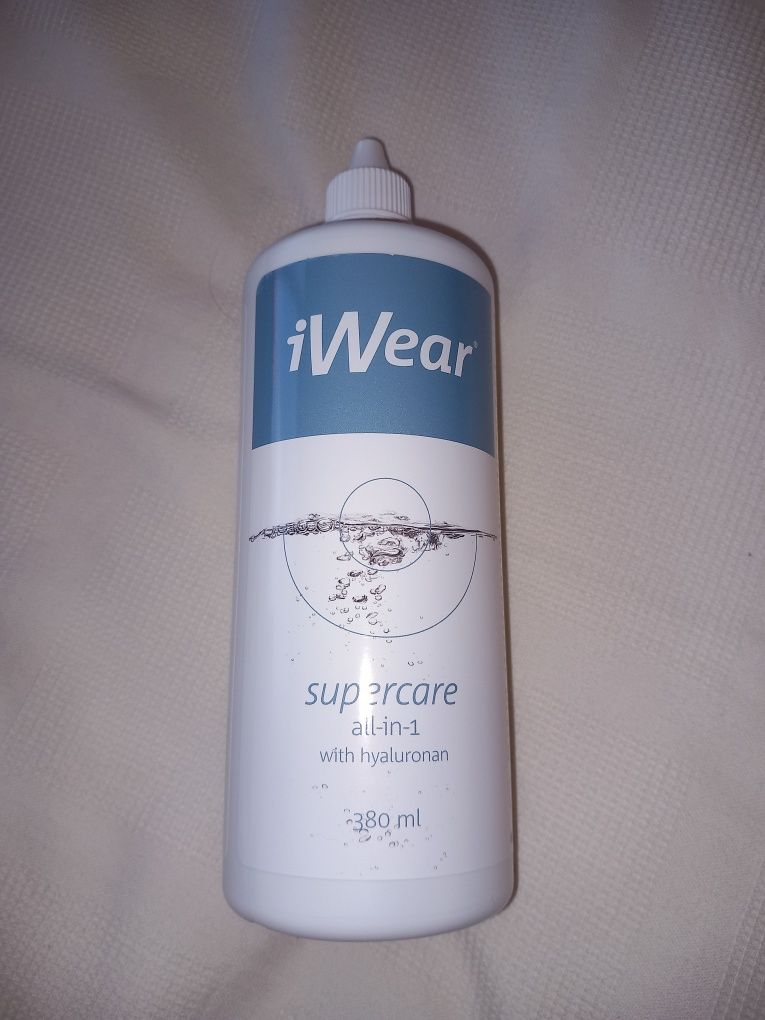 iWear®
supercare
all-in-1
with hyaluronan
380 ml